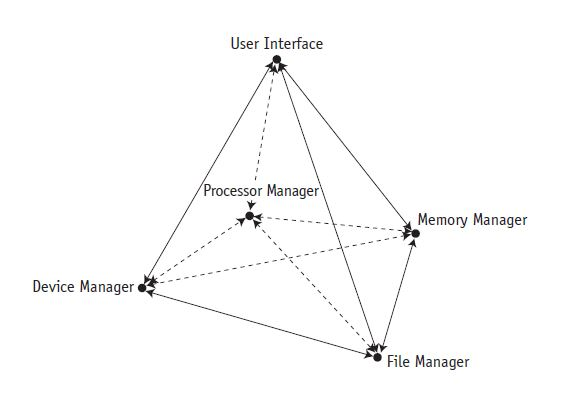 User Interface
Processor Manager
Memory Manager
Device Manager
File Manager